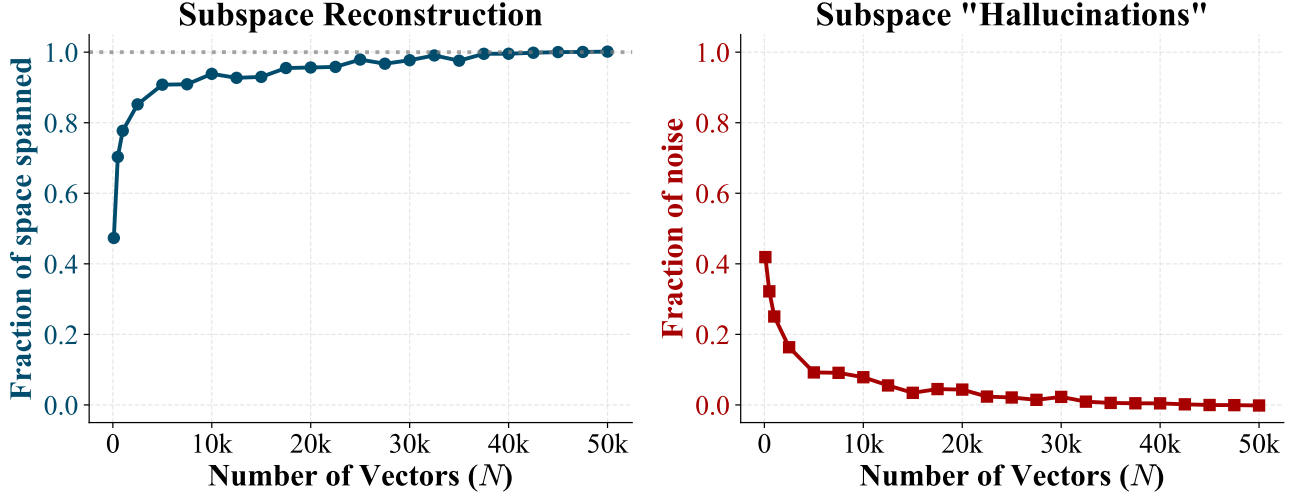 Subspace Reconstruction
Fraction of space spanned
1.0
0.8
0.6
0.4
0.2
0.0
0 10k 20k 30k 40k 50k
Number of Vectors (N)
Subspace "Hallucinations"
Fraction of noise
1.0
0.8
0.6
0.4
0.2
0.0
0 10k 20k 30k 40k 50k
Number of Vectors (N)